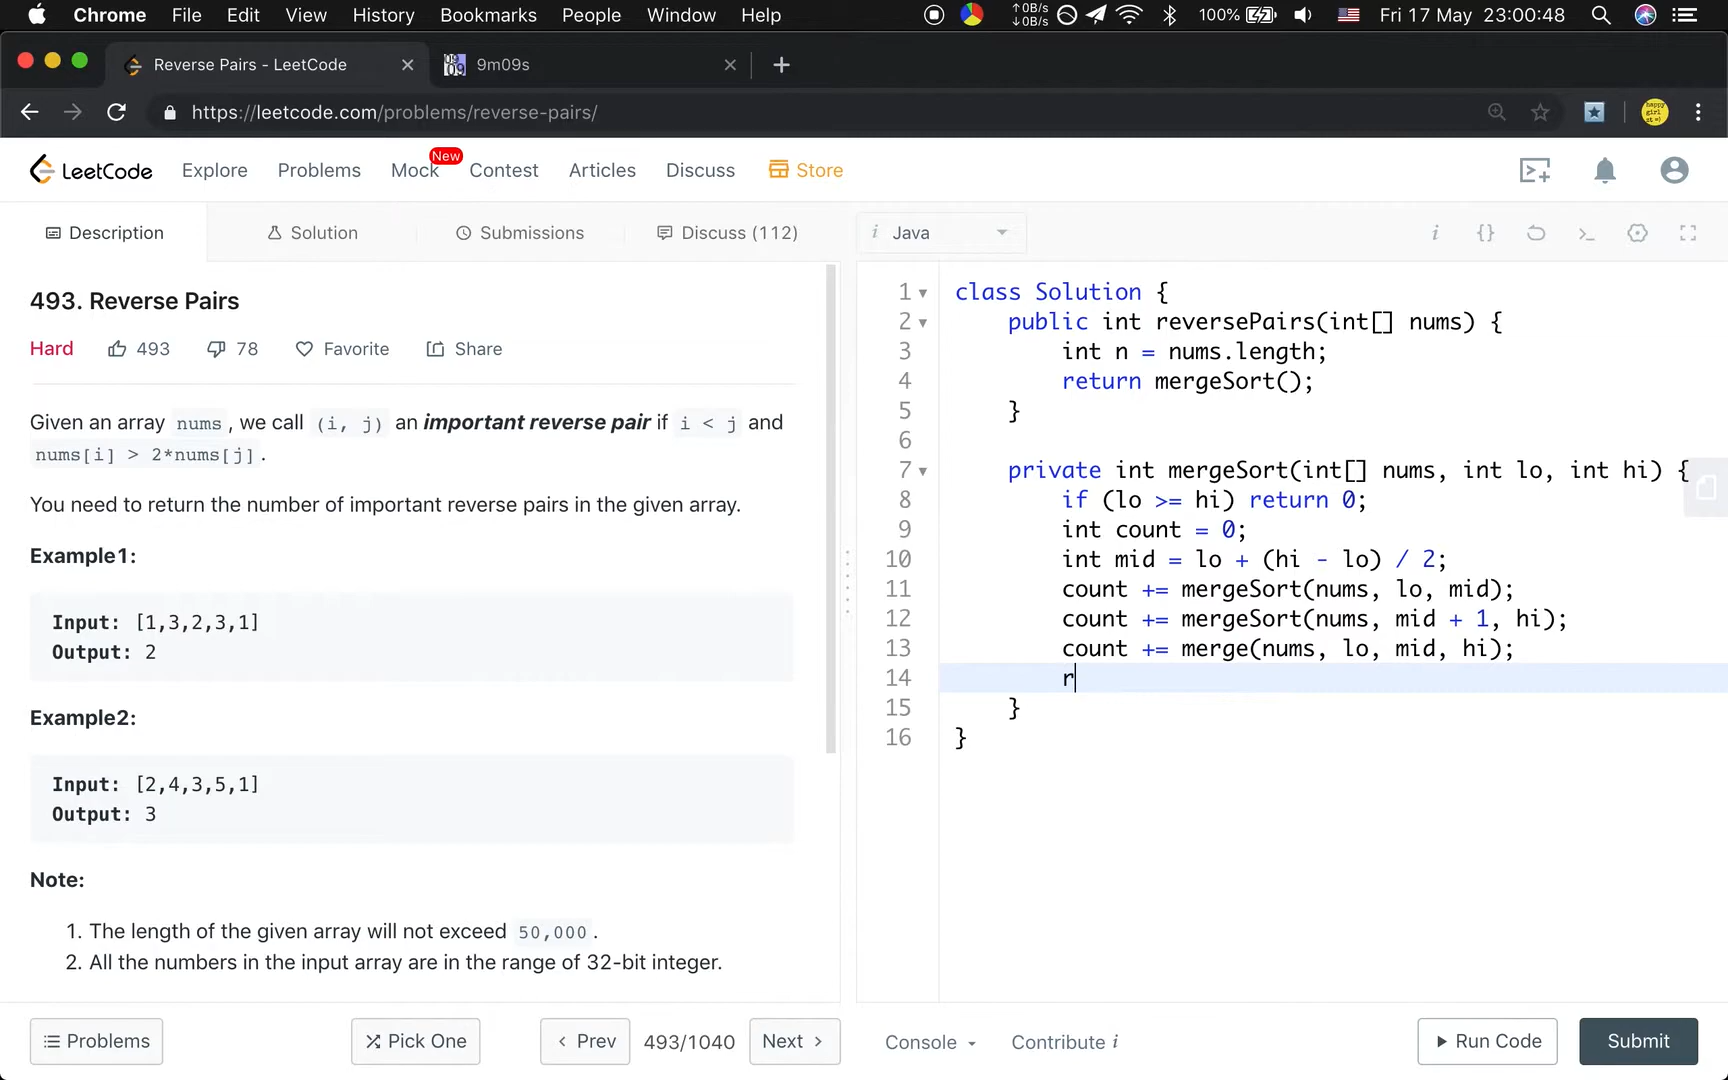 Chrome File Edit View History Bookmarks People Window Help
↑0B/s
↓0B/s
100% Fri 17 May 23:00:48
Reverse Pairs - LeetCode
9m09s
https://leetcode.com/problems/reverse-pairs/
happy
girl
LeetCode Explore Problems Mock New Contest Articles Discuss Store
Description Solution Submissions Discuss (112)
i Java
493. Reverse Pairs
Hard 493 78 Favorite Share
Given an array nums , we call (i, j) an important reverse pair if i < j and
nums[i] > 2*nums[j] .
You need to return the number of important reverse pairs in the given array.
Example1:
Input: [1,3,2,3,1]
Output: 2
Example2:
Input: [2,4,3,5,1]
Output: 3
Note:
1. The length of the given array will not exceed 50,000 .
2. All the numbers in the input array are in the range of 32-bit integer.
Problems Pick One < Prev 493/1040 Next >
1 class Solution {
2 public int reversePairs(int[] nums) {
3 int n = nums.length;
4 return mergeSort();
5 }
6
7 private int mergeSort(int[] nums, int lo, int hi) {
8 if (lo >= hi) return 0;
9 int count = 0;
10 int mid = lo + (hi - lo) / 2;
11 count += mergeSort(nums, lo, mid);
12 count += mergeSort(nums, mid + 1, hi);
13 count += merge(nums, lo, mid, hi);
14 r
15 }
16 }
Console Contribute i Run Code Submit